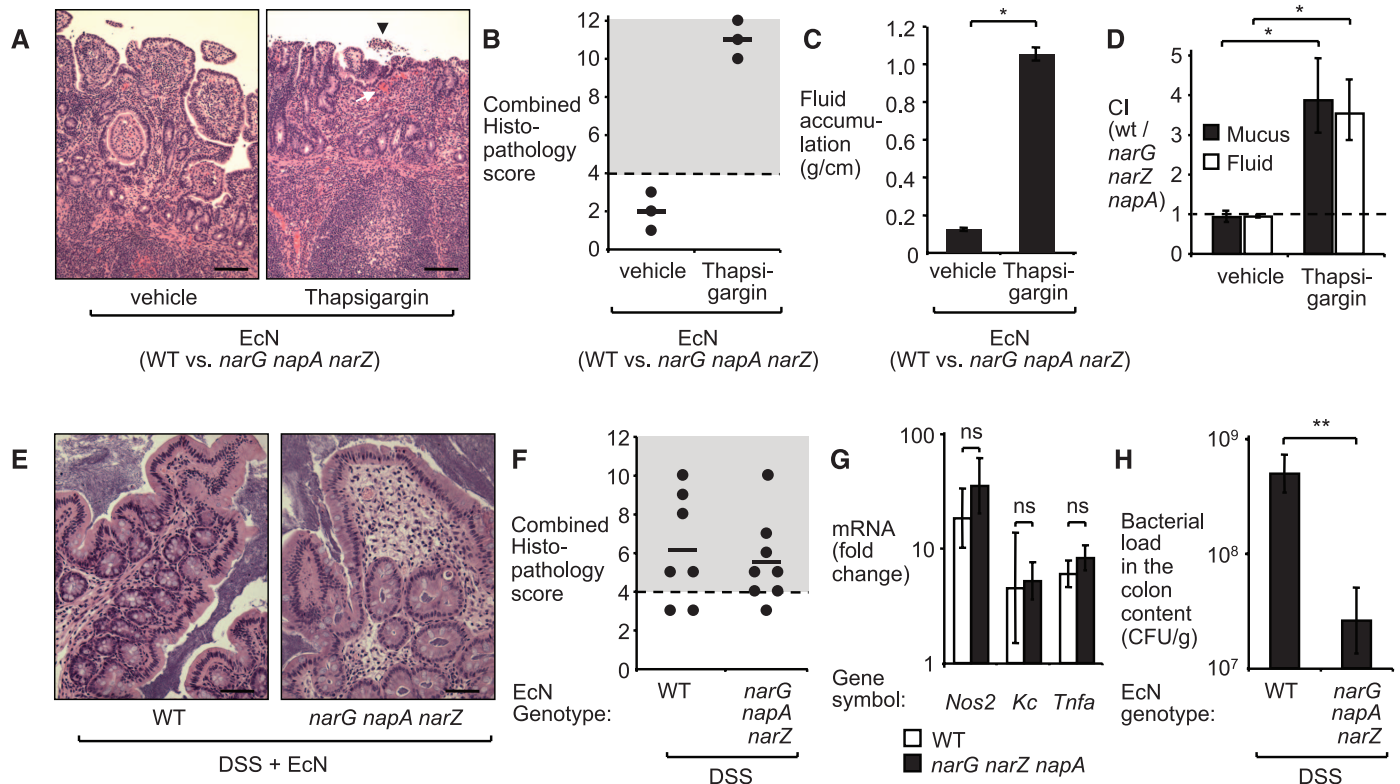 A
vehicle
Thapsigargin
EcN
(WT vs. narG napA narZ)
B
Combined
Histo-
pathology
score
12
10
8
6
4
2
0
vehicle
Thapsi-
gargin
EcN
(WT vs. narG napA narZ)
C
Fluid
accumu-
lation
(g/cm)
1.2
1.0
0.8
0.6
0.4
0.2
0
*
vehicle
Thapsi-
gargin
EcN
(WT vs. narG napA narZ)
D
CI
(wt /
narG
narZ
napA)
5
4
3
2
1
0
*
*
Mucus
Fluid
vehicle
Thapsi-
gargin
E
WT
narG napA narZ
DSS + EcN
F
Combined
Histo-
pathology
score
12
10
8
6
4
2
0
EcN
Genotype:
WT
narG
napA
narZ
DSS
G
mRNA
(fold
change)
100
10
1
ns
ns
ns
Gene
symbol:
Nos2 Kc Tnfa
WT
narG narZ napA
H
Bacterial
load
in the
colon
content
(CFU/g)
10⁹
10⁸
10⁷
**
EcN
genotype:
WT
narG
napA
narZ
DSS